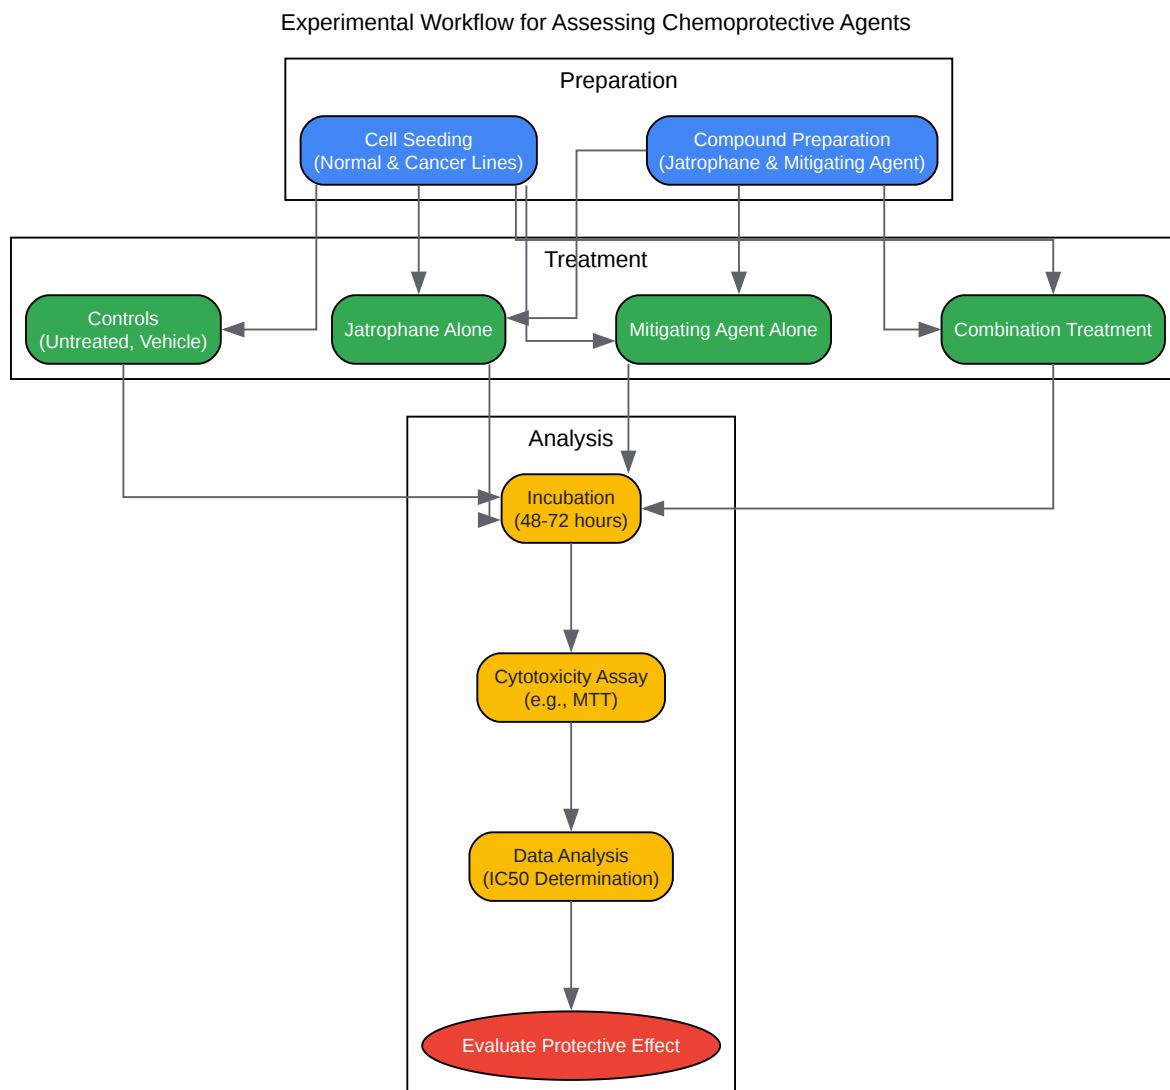 Experimental Workflow for Assessing Chemoprotective Agents
Preparation
Cell Seeding
(Normal & Cancer Lines)
Compound Preparation
(Jatrophane & Mitigating Agent)
Treatment
Controls
(Untreated, Vehicle)
Jatrophane Alone
Mitigating Agent Alone
Combination Treatment
Analysis
Incubation
(48-72 hours)
Cytotoxicity Assay
(e.g., MTT)
Data Analysis
(IC50 Determination)
Evaluate Protective Effect